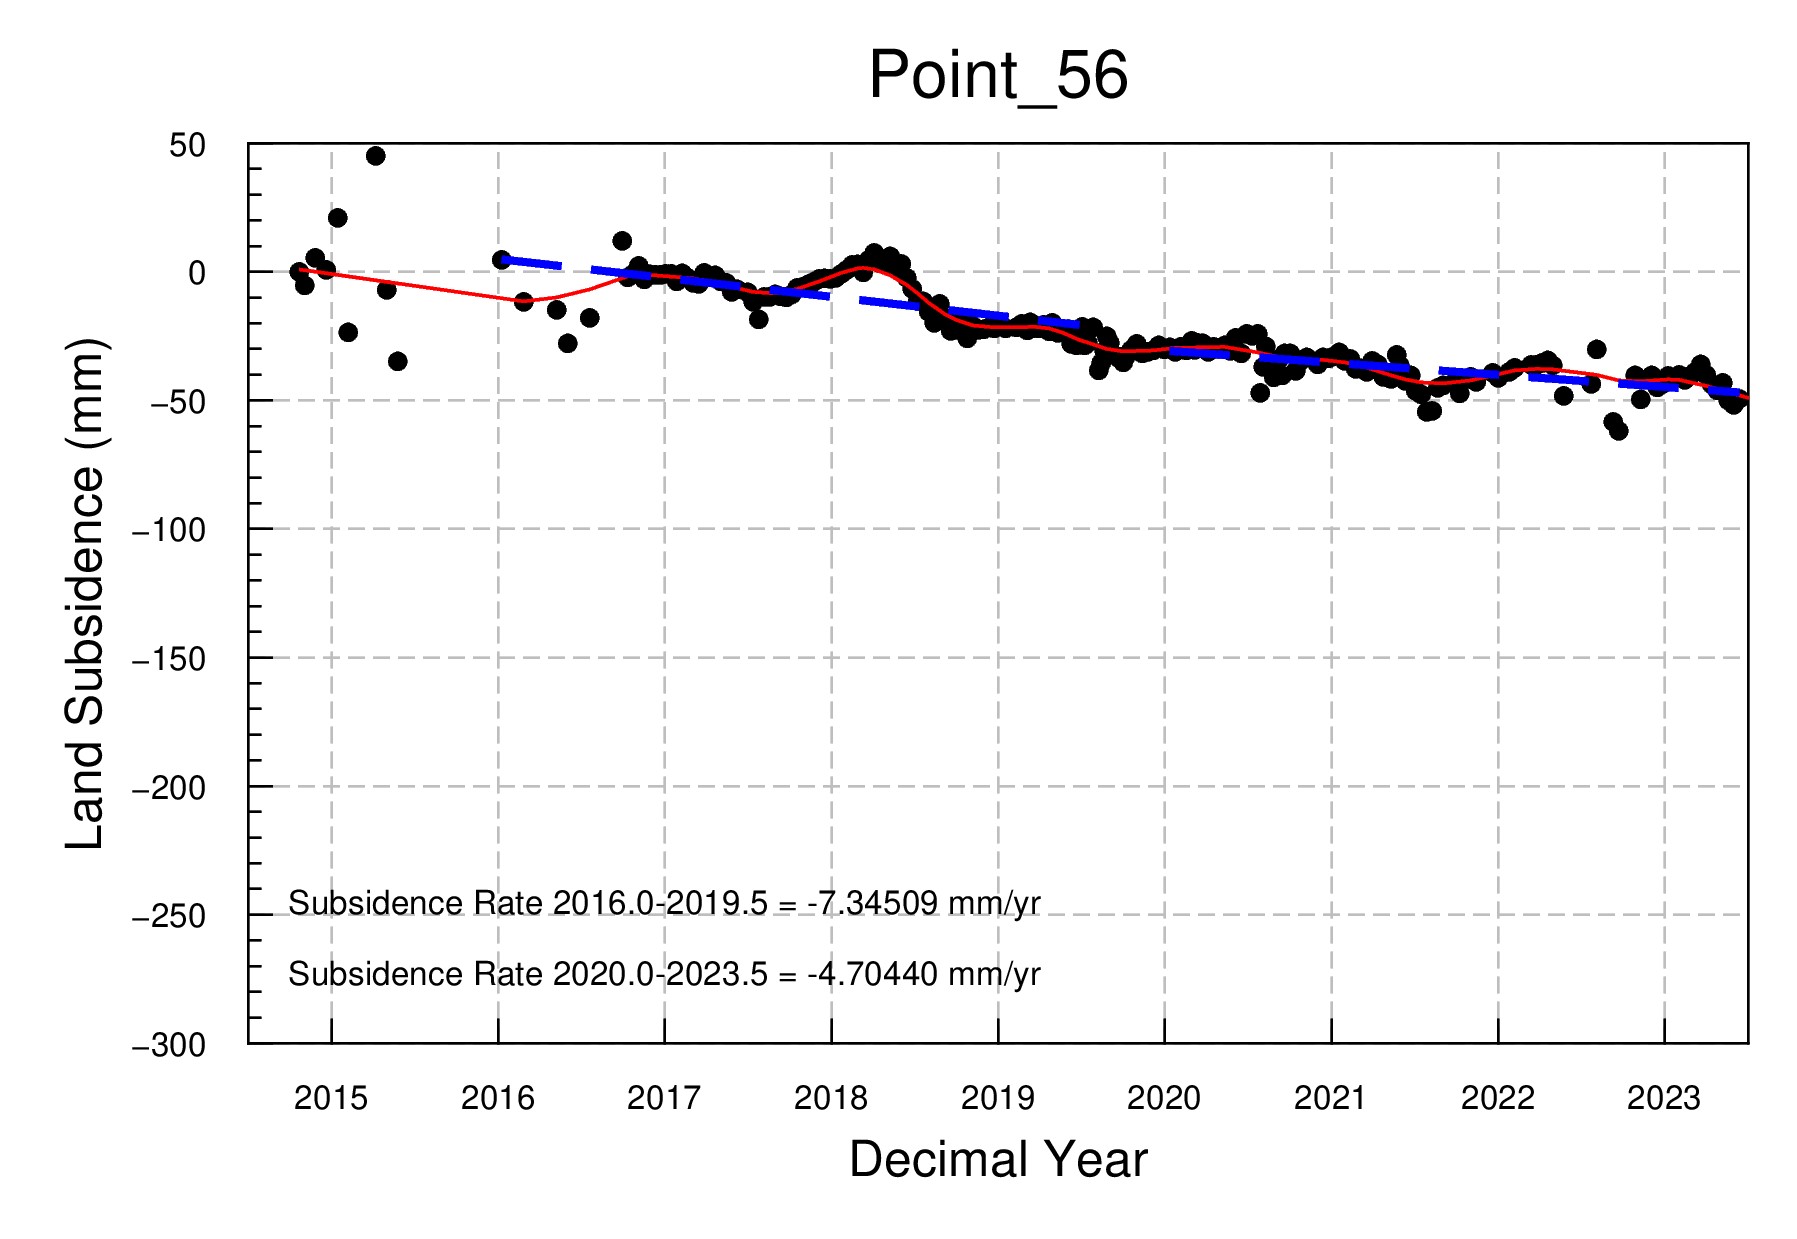 Point_56
50
0
−50
−100
−150
−200
−250
−300
Land Subsidence (mm)
Subsidence Rate 2016.0-2019.5 = -7.34509 mm/yr
Subsidence Rate 2020.0-2023.5 = -4.70440 mm/yr
2015 2016 2017 2018 2019 2020 2021 2022 2023
Decimal Year